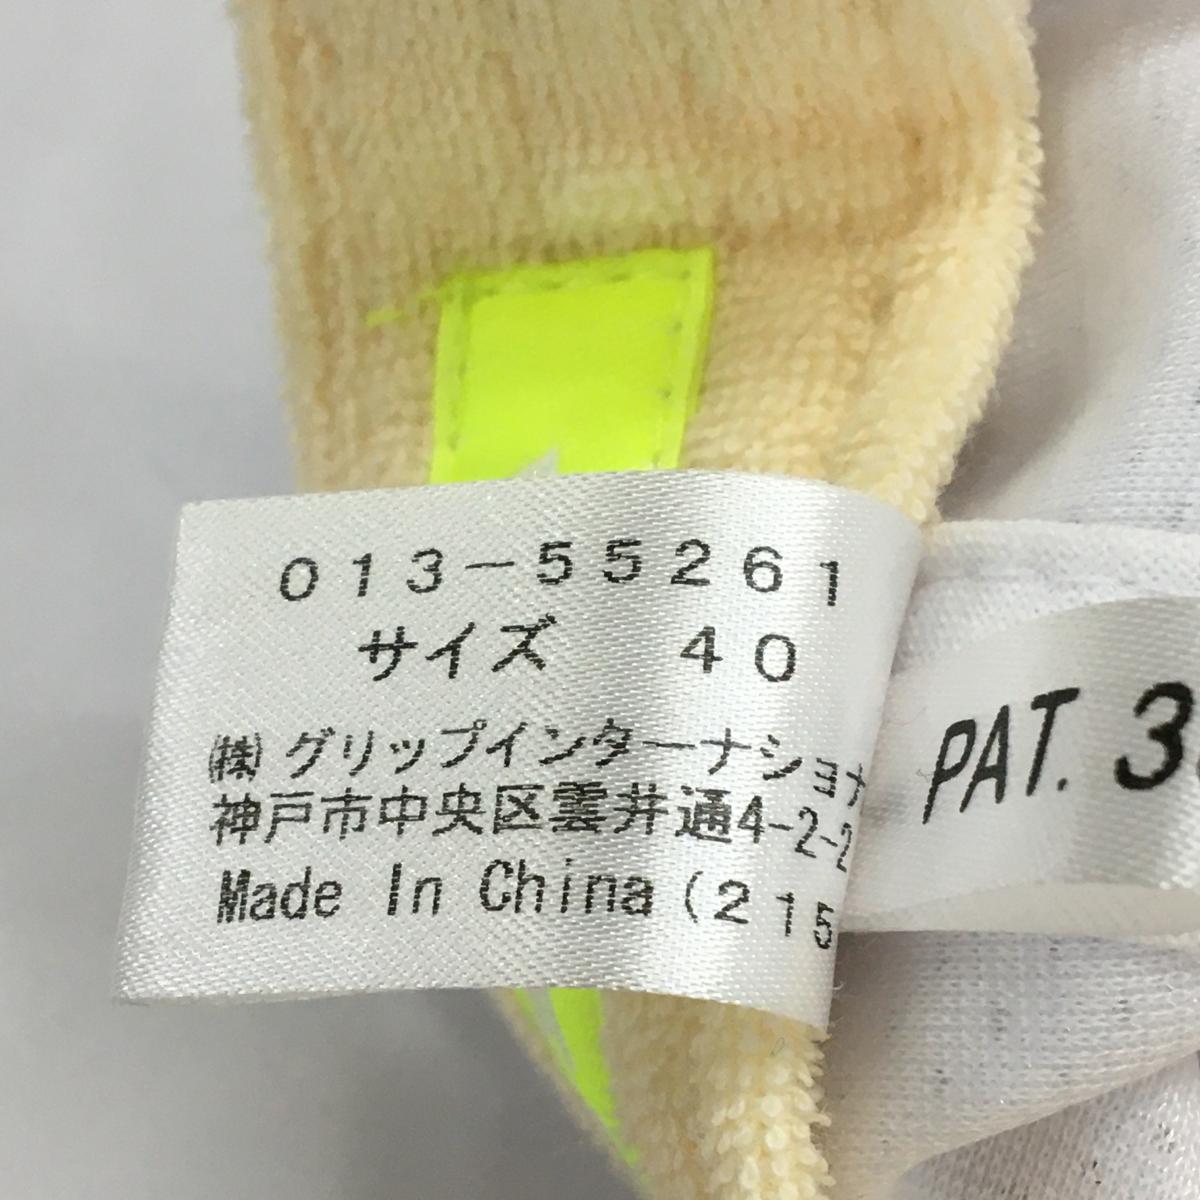 013-55261
サイズ 40
㈱グリップインターナショナ
神戸市中央区雲井通4-2-2
Made In China (215
PAT. 3